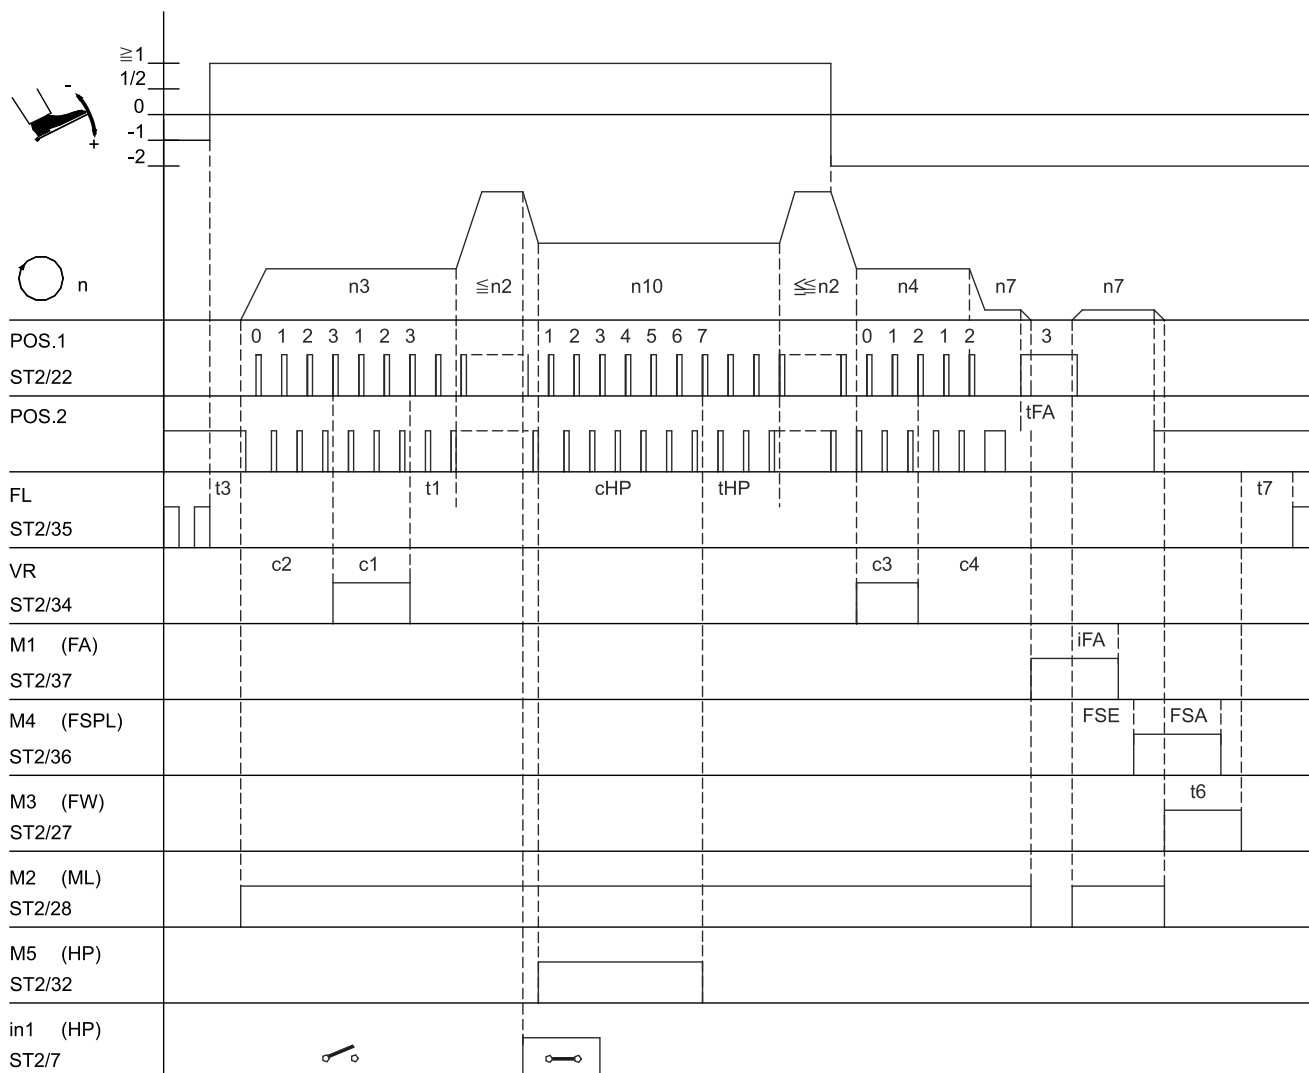 ≧1
1/2
0
-1
-2
-
+
n
n3
≦n2
n10
≦≦n2
n4
n7
n7
POS.1
0 1 2 3 1 2 3
1 2 3 4 5 6 7
0 1 2 1 2
3
ST2/22
POS.2
tFA
FL
t3
t1
cHP
tHP
t7
ST2/35
VR
c2
c1
c3
c4
ST2/34
M1 (FA)
iFA
ST2/37
M4 (FSPL)
FSE
FSA
ST2/36
M3 (FW)
t6
ST2/27
M2 (ML)
ST2/28
M5 (HP)
ST2/32
in1 (HP)
ST2/7